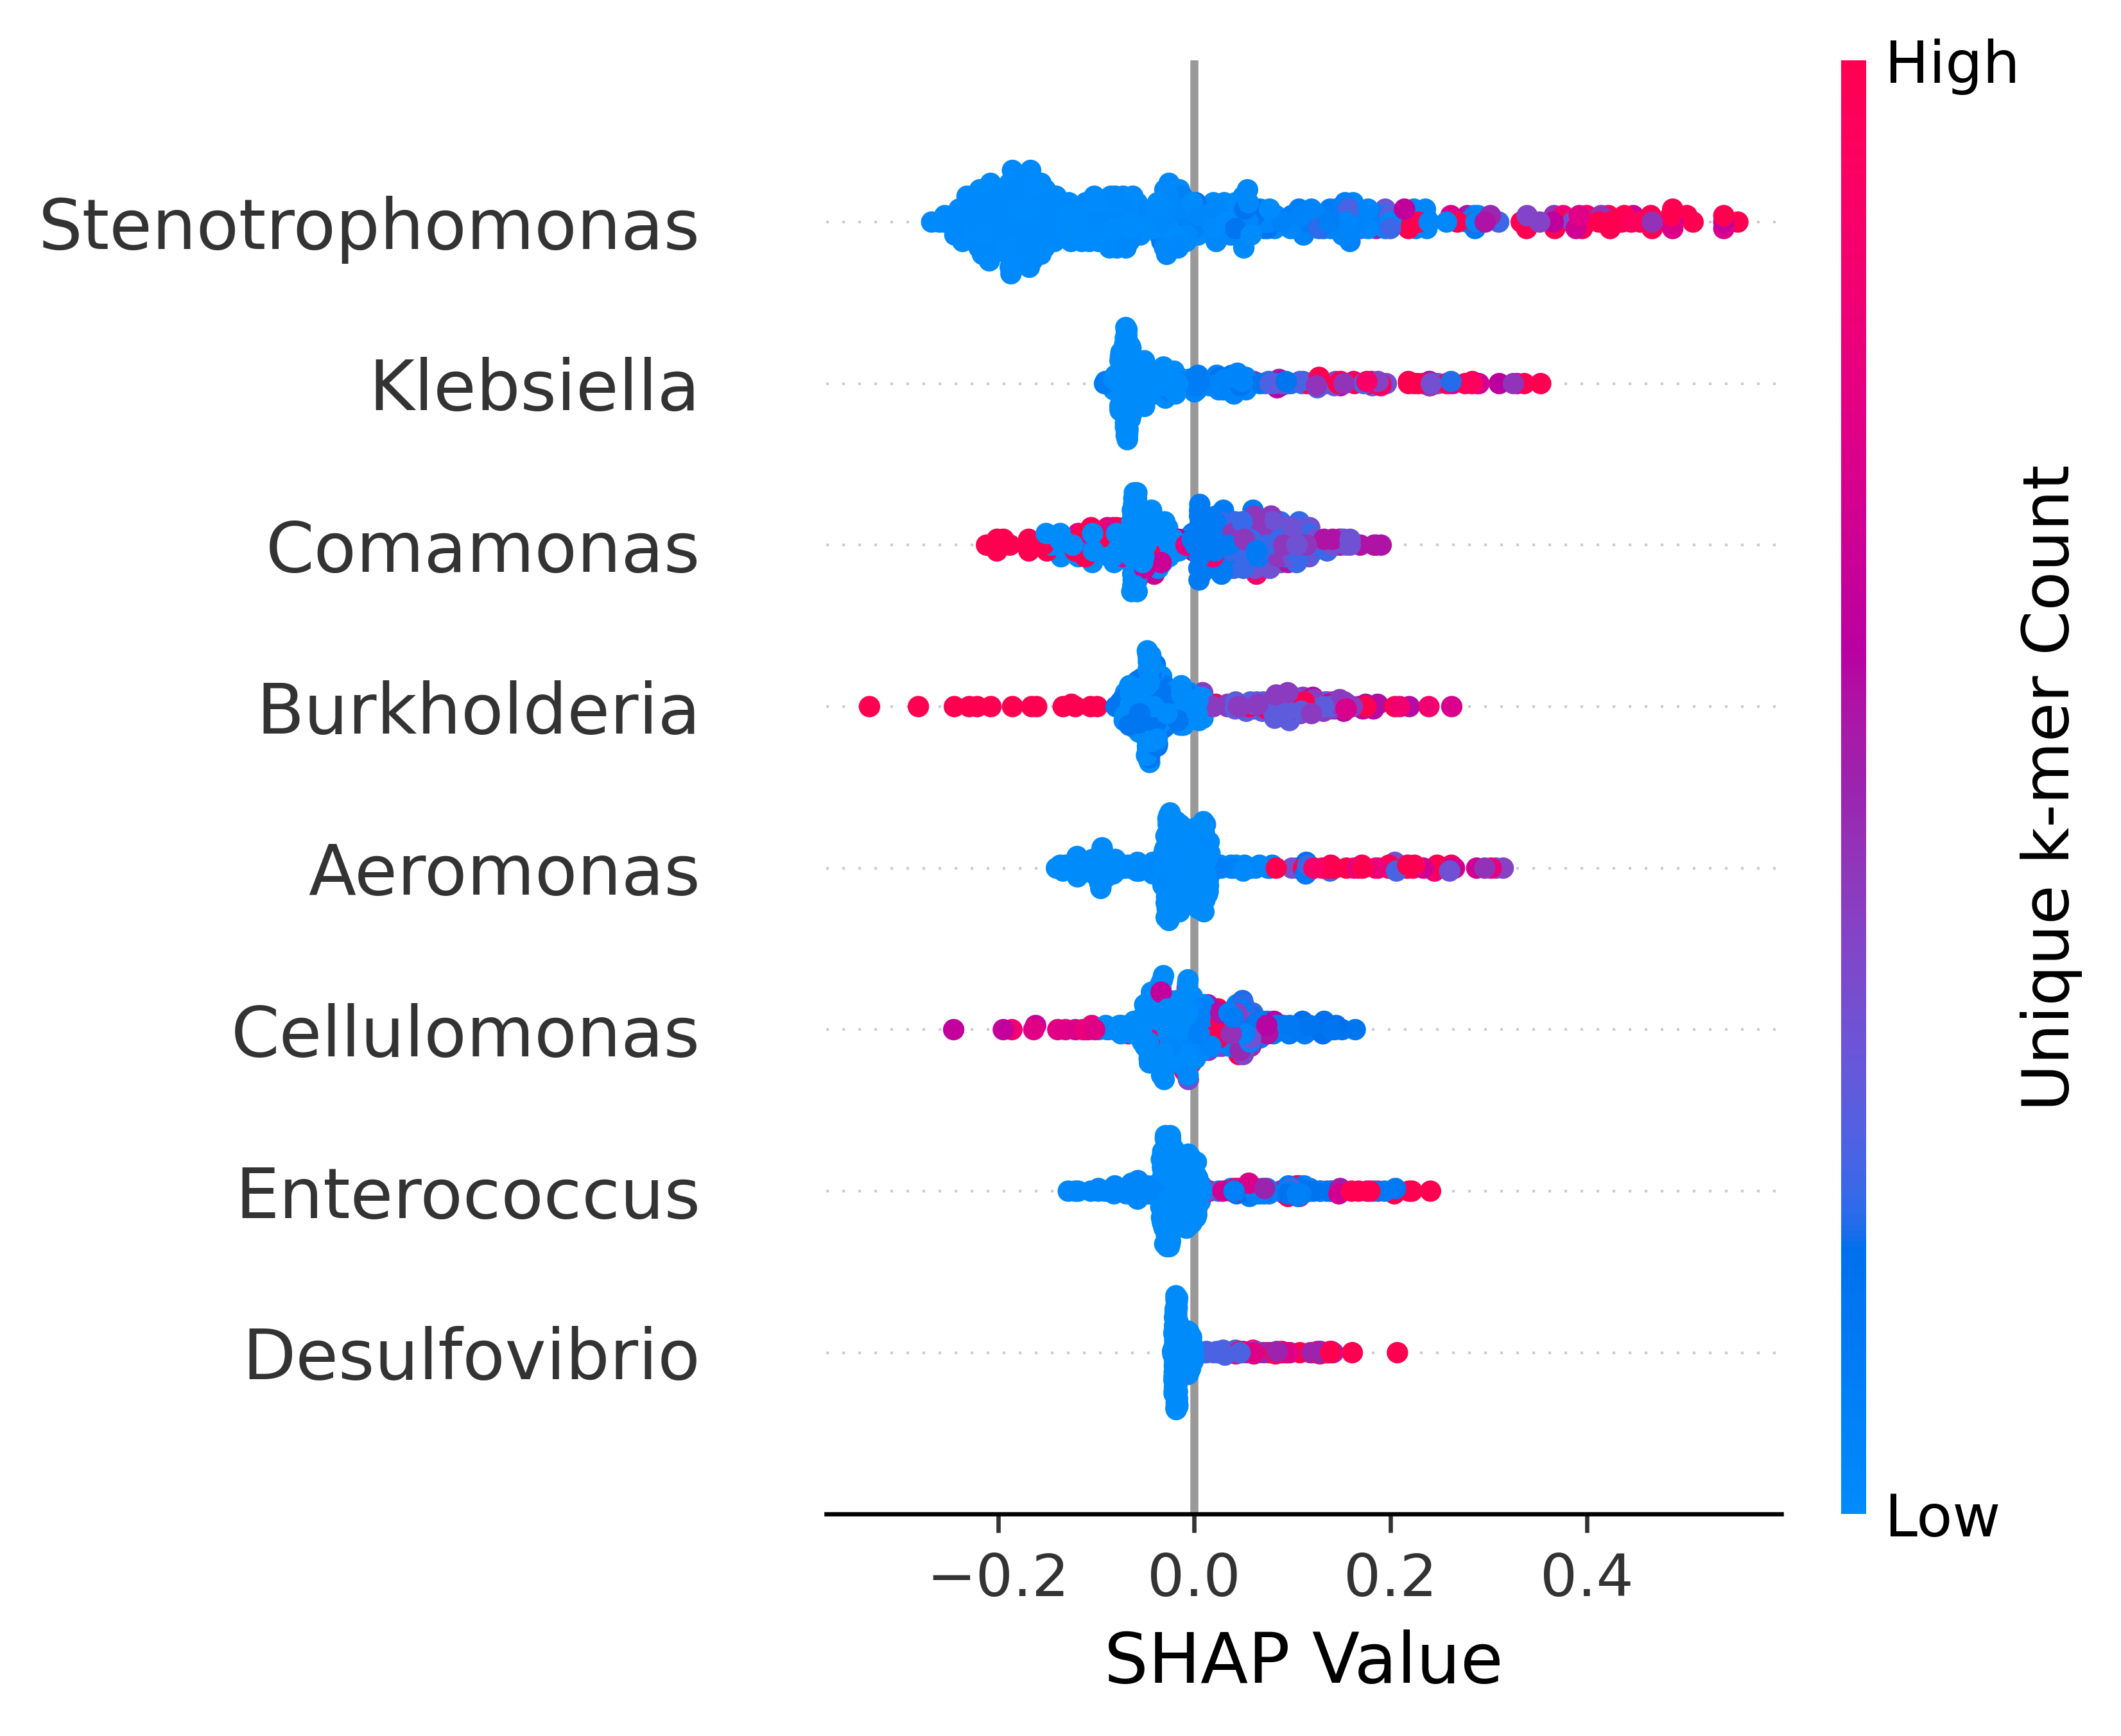 High
Stenotrophomonas
Klebsiella
Comamonas
Burkholderia
Aeromonas
Cellulomonas
Enterococcus
Desulfovibrio
Unique k-mer Count
Low
−0.2 0.0 0.2 0.4
SHAP Value